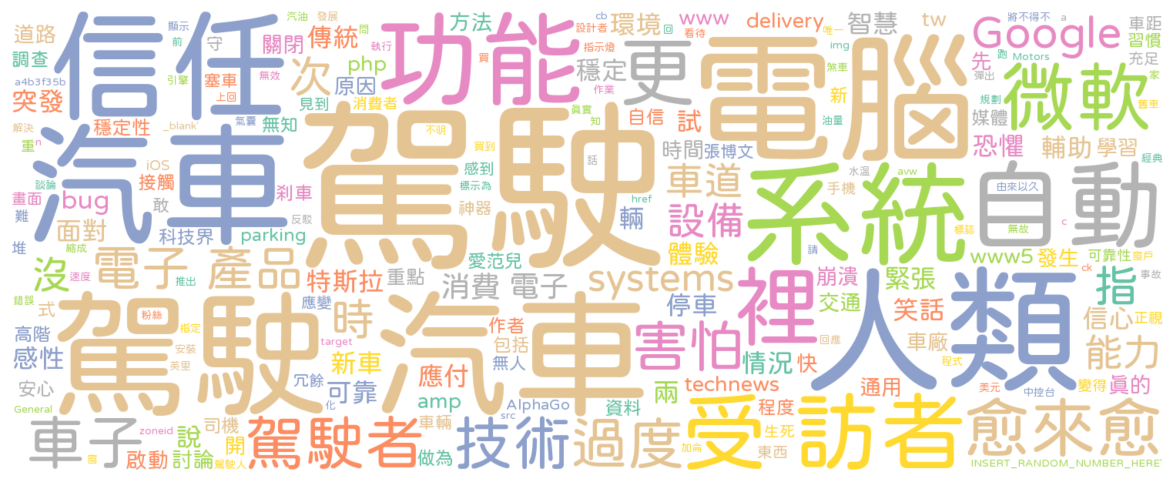 道路 信任 功能 方法 環境 www delivery 智慧 tw Google 車距
調查 顯示 汽油 發展 關閉 傳統 問 執行 買 cb 回 設計者 指示燈 看待 唯一 img 將不得不 a 習慣
前 守 次 php 穩定 更 電腦 煞車 先 跑 Motors 充足
a4b3f35b 引擎 塞車 無效 原因 作業 新 彈出 微軟 家
突發 上回 見到 消費者 真實 自信 試 規劃 媒體 舊車
穩定性 _blank' 氣囊 無知 不明 知 油量 恐懼
解決 n 重 汽車 駕駛 買到 時間 張博文 輔助 學習
談論 iOS 感到 話 車道 水溫 avw 由來以久 經典
畫面 bug 接觸 剎車 標示為 手機 系統 自動
難 敢 神器 href 輛 設備 標誌 無故 c
堆 面對 科技界 parking 反駁 請
縮成 電子 產品 愛范兒 體驗 www5 發生 可靠性 窗戶
沒 速度 推出 特斯拉 重點 消費 電子 systems 裡 崩潰 緊張 ck 事故
錯誤 式 粉絲 應變 時 停車 交通 人類 指
高階 指定 駕駛 汽車 作者 害怕 笑話 信心 正視
感性 安裝 target 新車 包括 無人 情況 快 回應 車廠 能力
安心 英里 冗餘 可靠 應付 technews 程式 通用 美元 中控台 變得 真的
General 化 amp 車輛 src AlphaGo 資料 兩 程度
車子 zoneid 說 司機 開 駕駛者 技術 過度 生死 受訪者 愈來愈
窗 啟動 討論 駕駛人 做為 加高 東西 INSERT_RANDOM_NUMBER_HERE